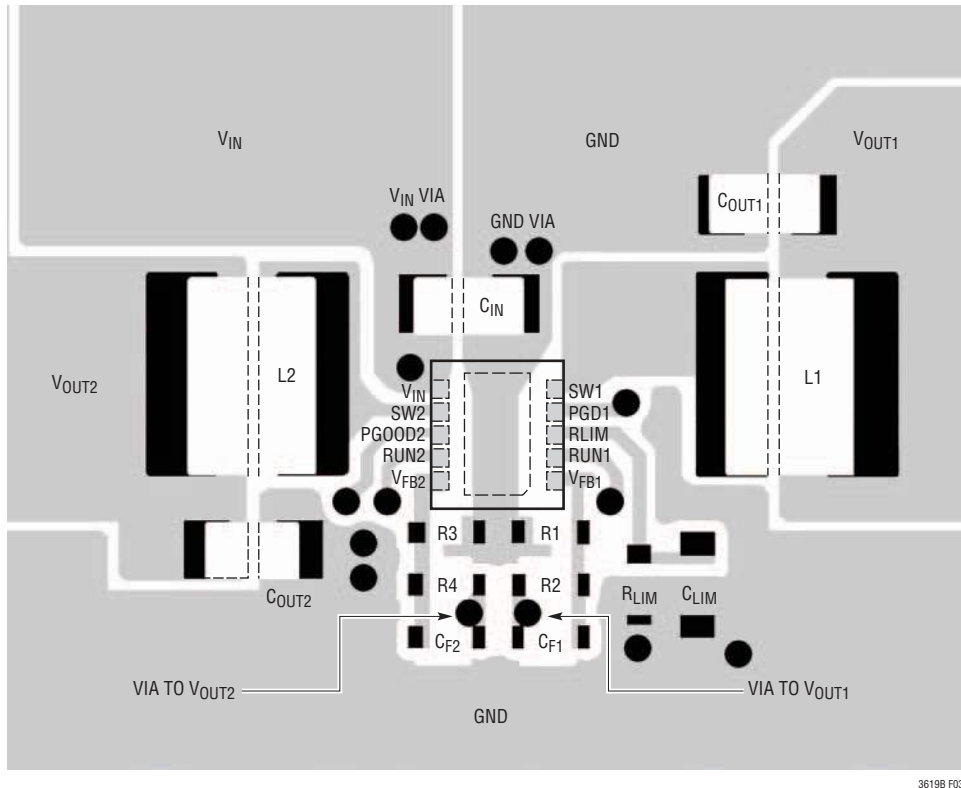 VIN
GND
VOUT1
COUT1
VIN VIA
GND VIA
CIN
L2
L1
VOUT2
VIN
SW2
PGOOD2
RUN2
VFB2
SW1
PGD1
RLIM
RUN1
VFB1
R3
R1
R4
R2
COUT2
CF2
CF1
RLIM
CLIM
VIA TO VOUT2
VIA TO VOUT1
GND
3619B F03